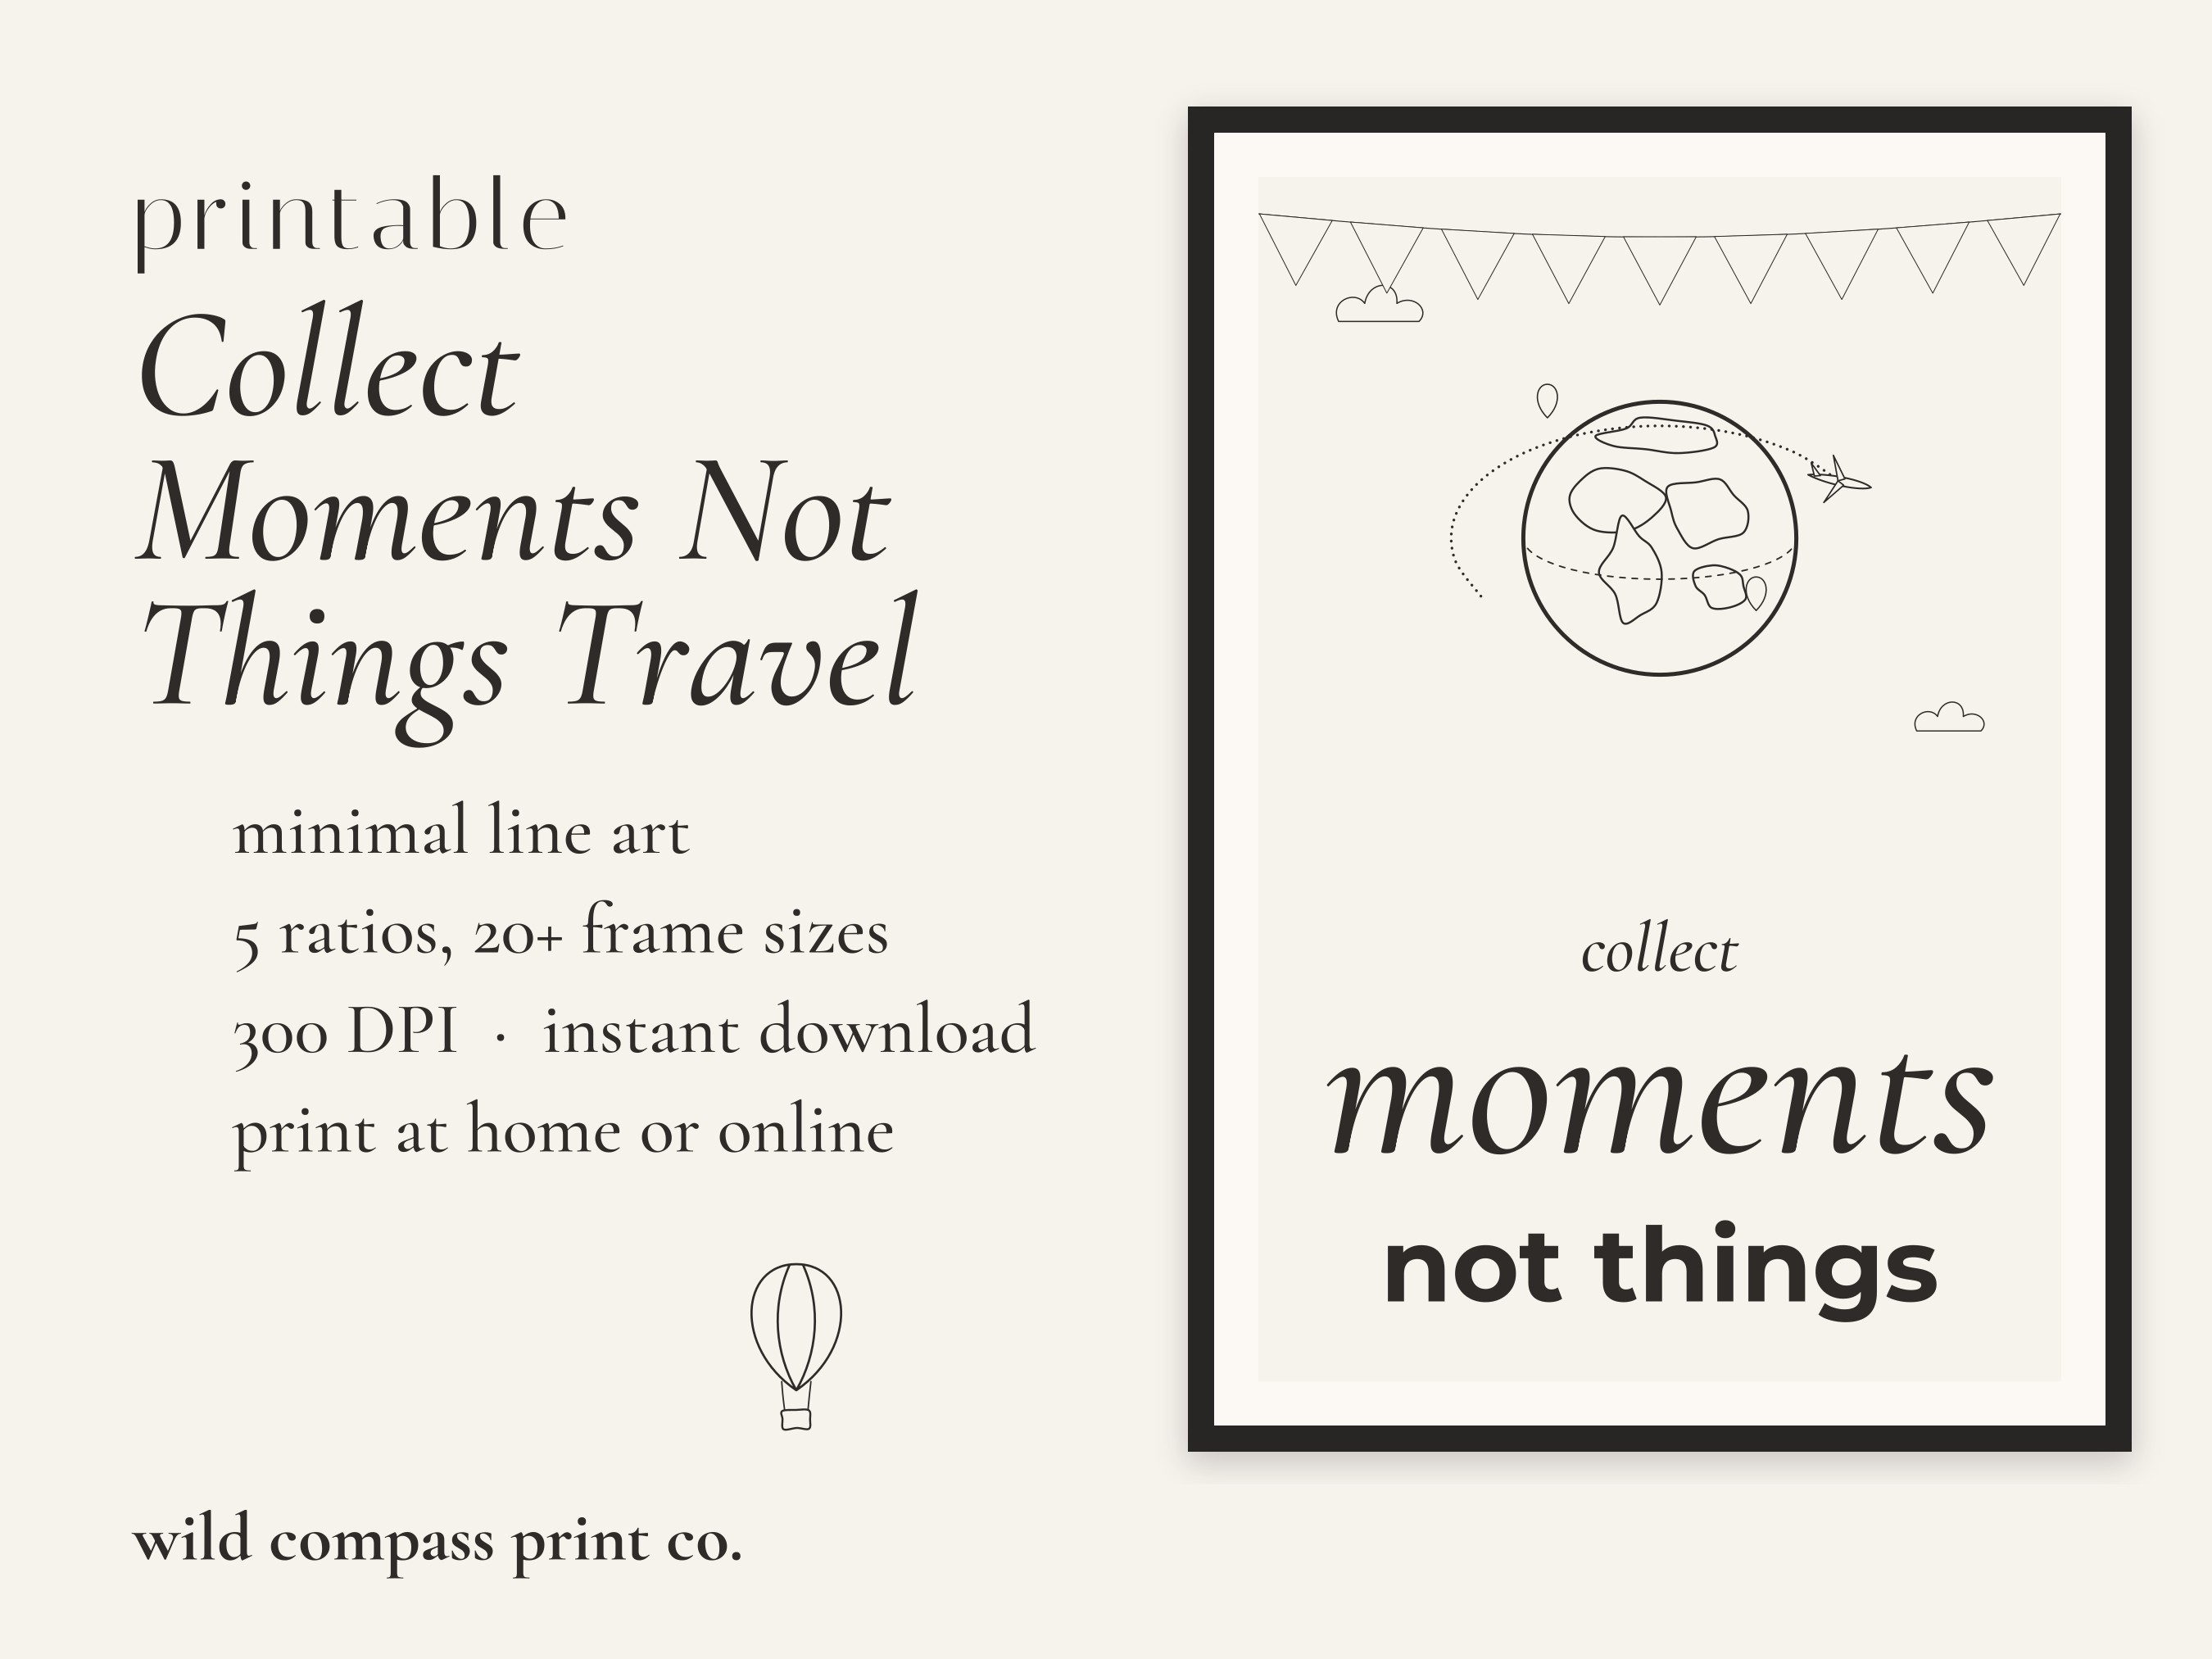 printable
Collect
Moments Not
Things Travel
minimal line art
5 ratios, 20+ frame sizes
300 DPI · instant download
print at home or online
wild compass print co.
collect
moments
not things